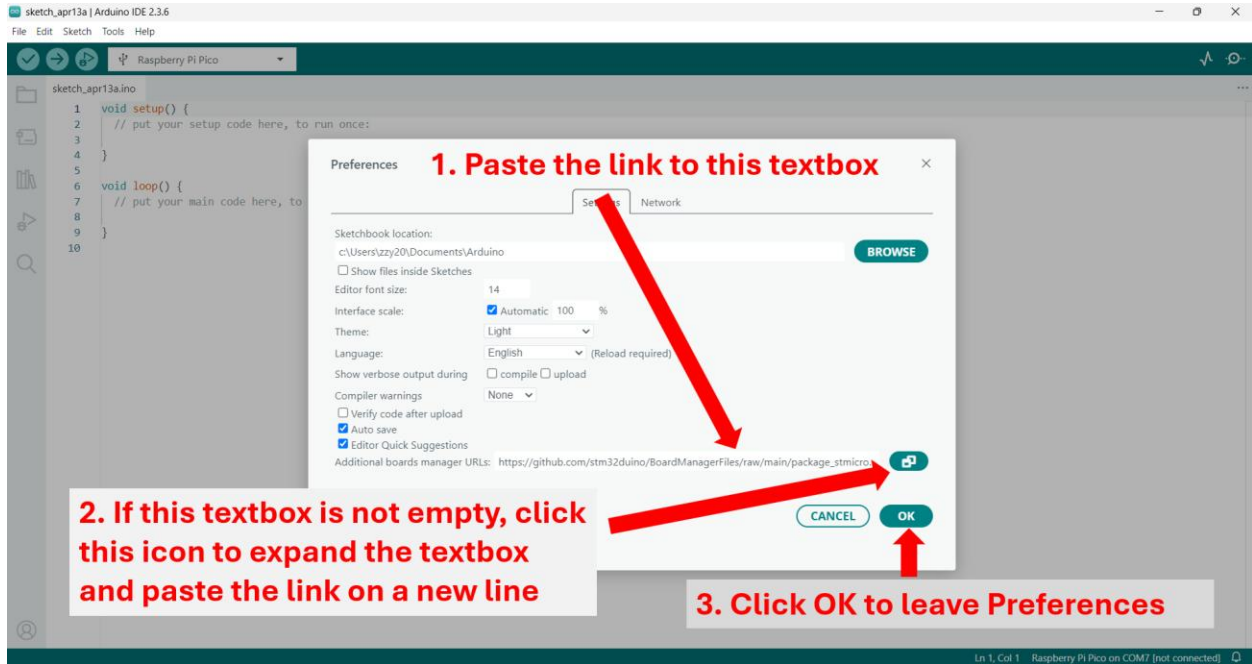 sketch_apr13a | Arduino IDE 2.3.6
File Edit Sketch Tools Help
Raspberry Pi Pico
sketch_apr13a.ino
1 void setup() {
2 // put your setup code here, to run once:
3
4 }
5
6 void loop() {
7 // put your main code here, to
8
9 }
10
Preferences
1. Paste the link to this textbox
Network
Sketchbook location:
c:\Users\zzy20\Documents\Arduino
BROWSE
Show files inside Sketches
Editor font size: 14
Interface scale: Automatic 100 %
Theme: Light
Language: English (Reload required)
Show verbose output during compile upload
Compiler warnings None
Verify code after upload
Auto save
Editor Quick Suggestions
Additional boards manager URLs: https://github.com/stm32duino/BoardManagerFiles/raw/main/package_stmicro
2. If this textbox is not empty, click
this icon to expand the textbox
and paste the link on a new line
CANCEL OK
3. Click OK to leave Preferences
Ln 1, Col 1 Raspberry Pi Pico on COM7 [not connected]